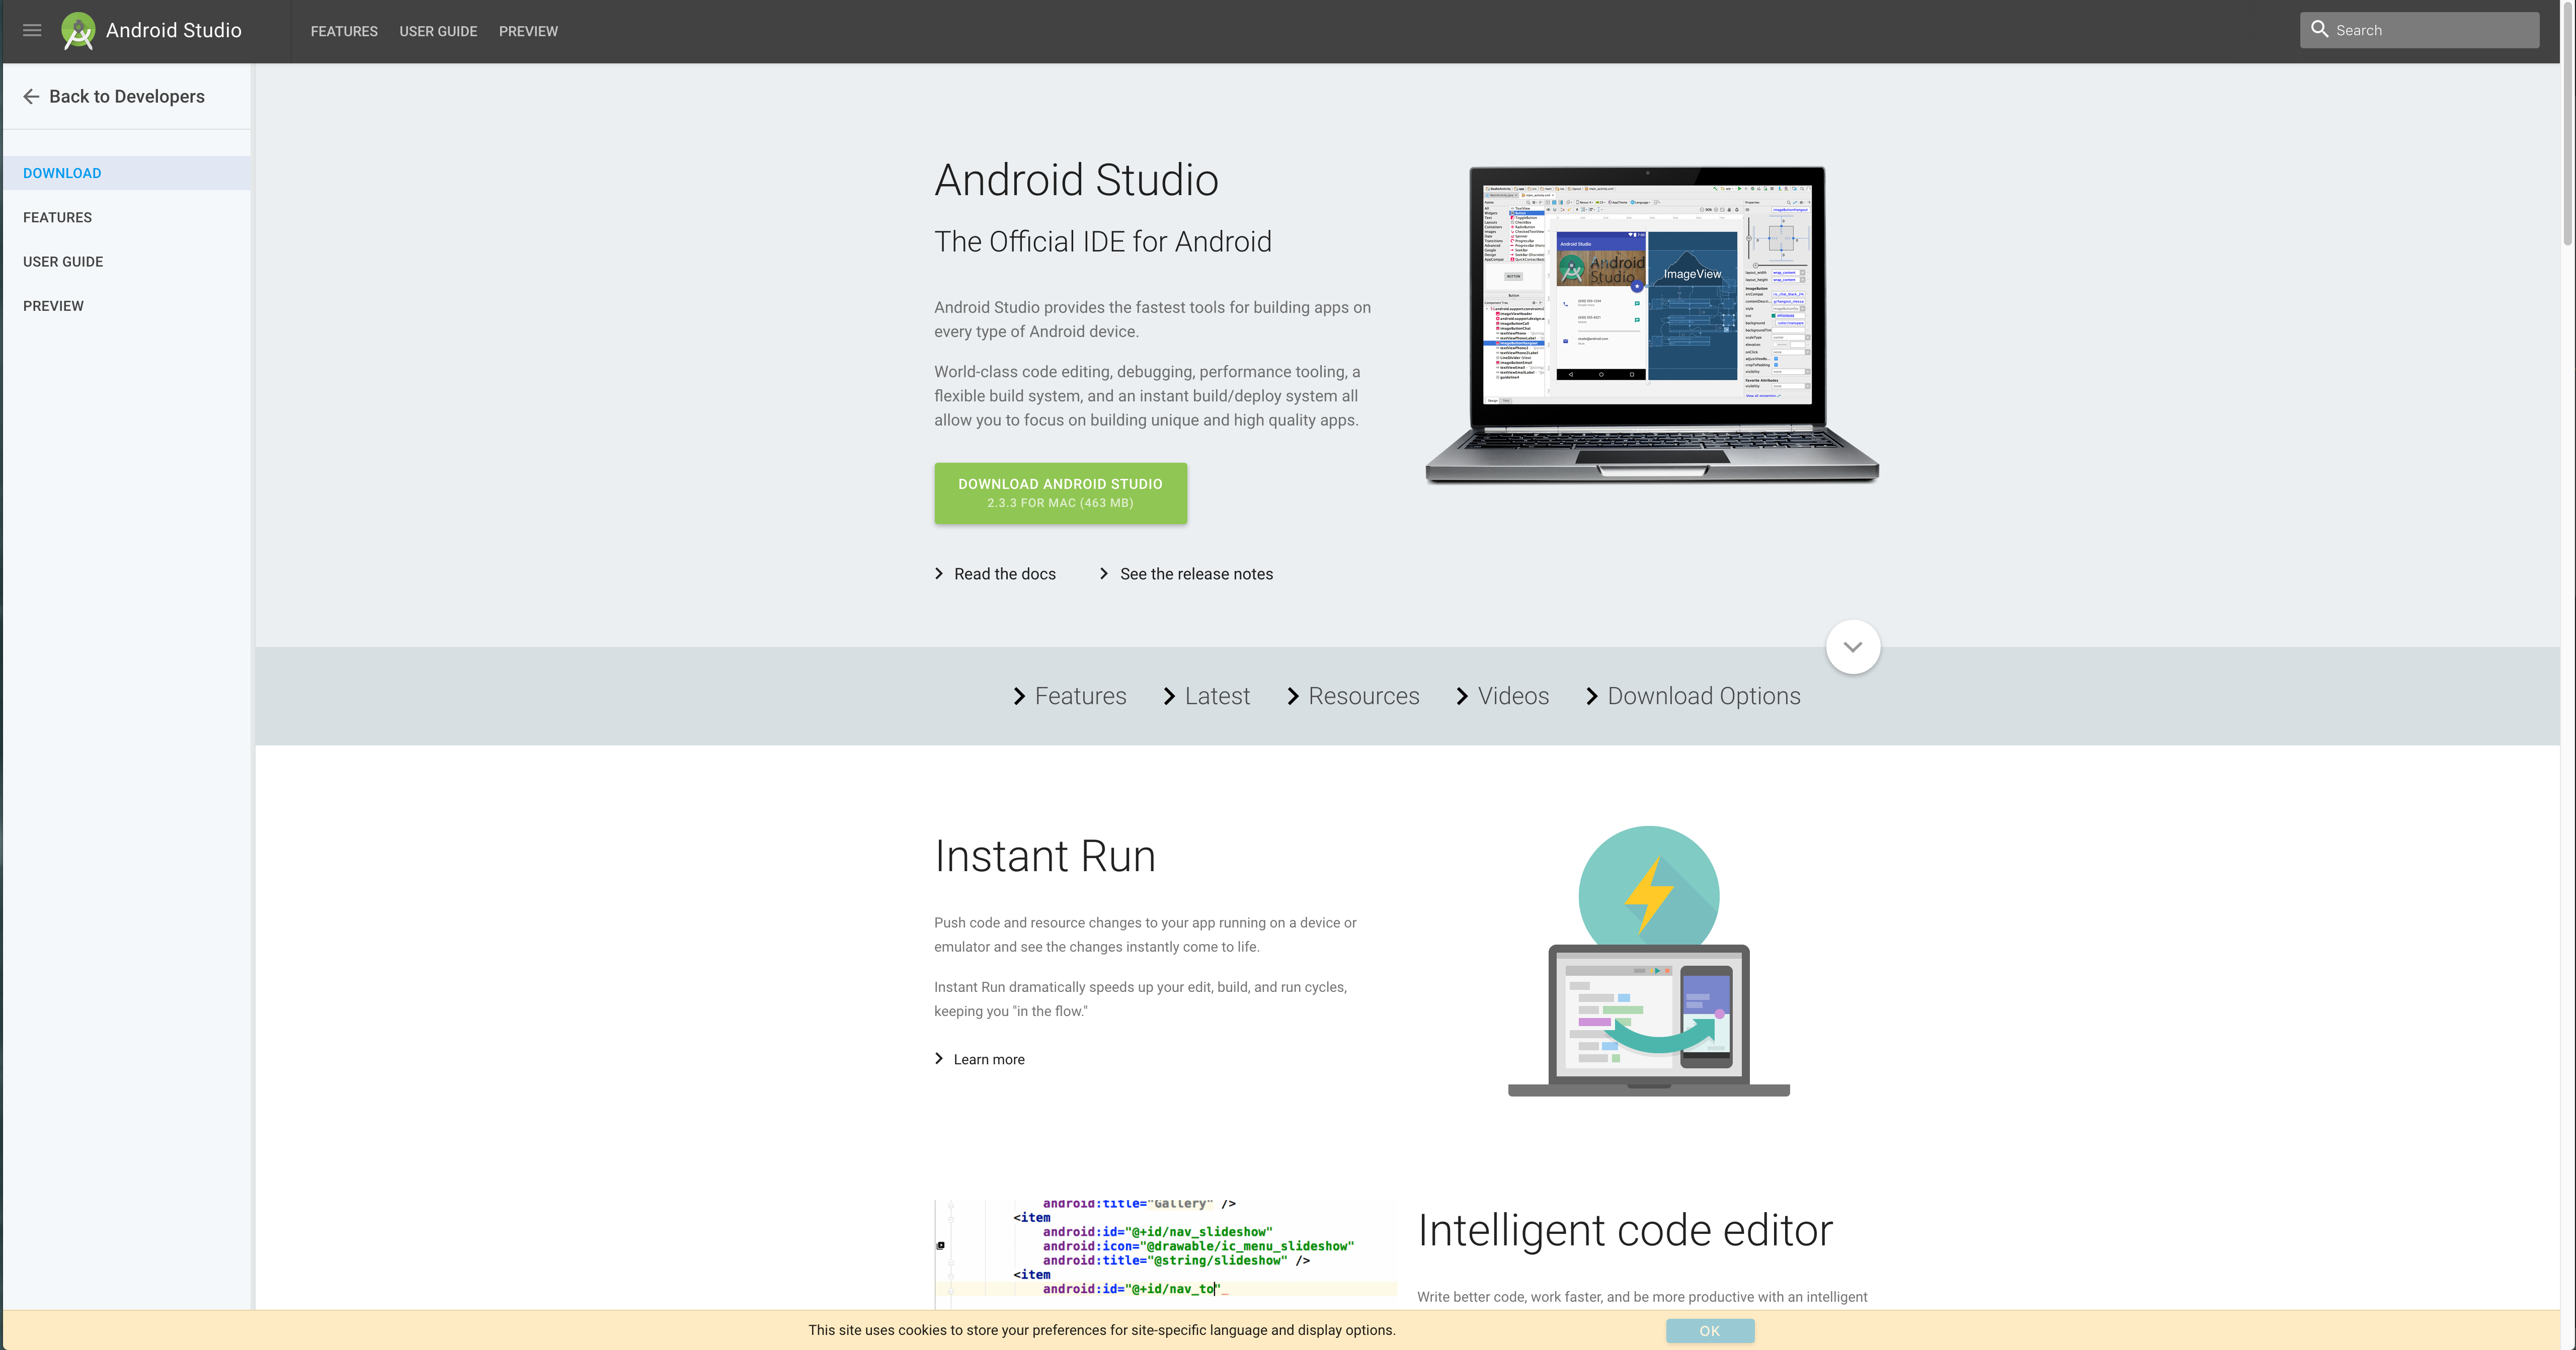 Android Studio
FEATURES
USER GUIDE
PREVIEW
Search
Back to Developers
DOWNLOAD
FEATURES
USER GUIDE
PREVIEW
Android Studio
The Official IDE for Android
Android Studio provides the fastest tools for building apps on
every type of Android device.
World-class code editing, debugging, performance tooling, a
flexible build system, and an instant build/deploy system all
allow you to focus on building unique and high quality apps.
DOWNLOAD ANDROID STUDIO
2.3.3 FOR MAC (463 MB)
Read the docs
See the release notes
Android Studio
Android
Studio
ImageView
Features
Latest
Resources
Videos
Download Options
Instant Run
Push code and resource changes to your app running on a device or
emulator and see the changes instantly come to life.
Instant Run dramatically speeds up your edit, build, and run cycles,
keeping you "in the flow."
Learn more
android:title="Gallery" />
<item
android:id="@+id/nav_slideshow"
android:icon="@drawable/ic_menu_slideshow"
android:title="@string/slideshow" />
<item
android:id="@+id/nav_to"_
Intelligent code editor
Write better code, work faster, and be more productive with an intelligent
This site uses cookies to store your preferences for site-specific language and display options.
OK